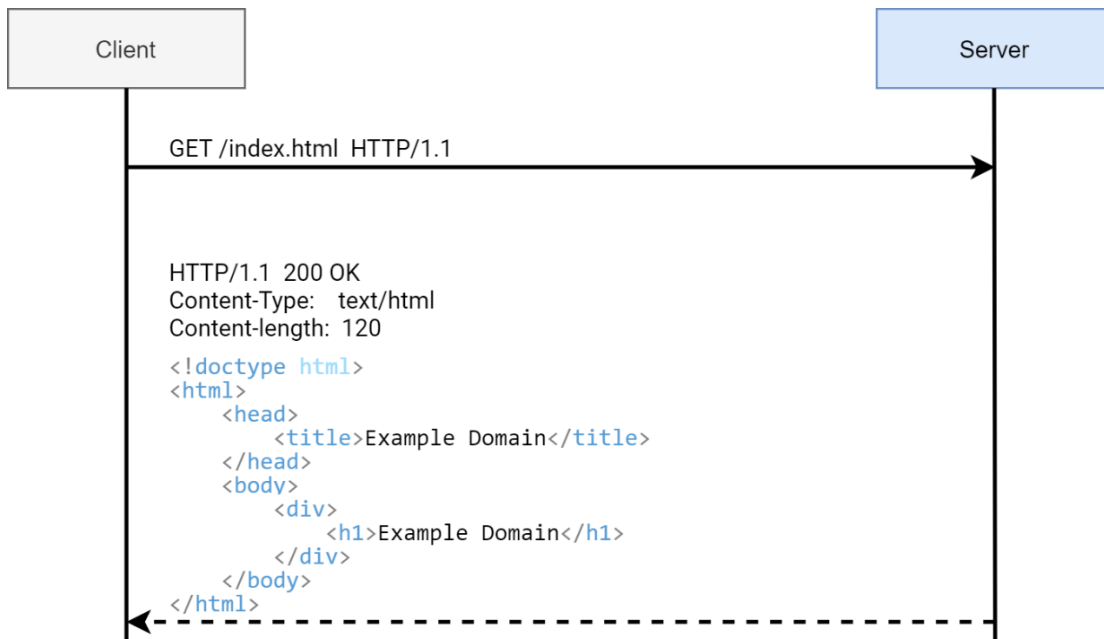 Client
Server
GET /index.html  HTTP/1.1
HTTP/1.1  200 OK
Content-Type:    text/html
Content-length:  120
<!doctype html>
<html>
    <head>
        <title>Example Domain</title>
    </head>
    <body>
        <div>
            <h1>Example Domain</h1>
        </div>
    </body>
</html>